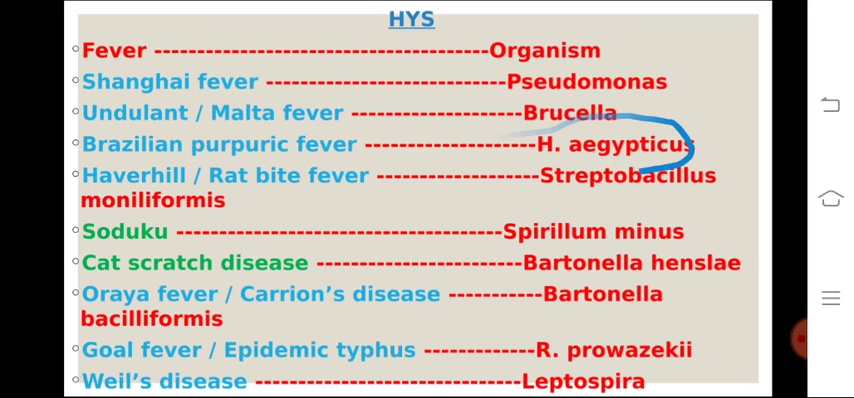 HYS
Fever ---------------------------------------Organism
Shanghai fever ----------------------------Pseudomonas
Undulant / Malta fever --------------------Brucella
Brazilian purpuric fever --------------------H. aegypticus
Haverhill / Rat bite fever -------------------Streptobacillus
moniliformis
Soduku --------------------------------------Spirillum minus
Cat scratch disease ------------------------Bartonella henslae
Oraya fever / Carrion’s disease -----------Bartonella
bacilliformis
Goal fever / Epidemic typhus -------------R. prowazekii
Weil’s disease -------------------------------Leptospira